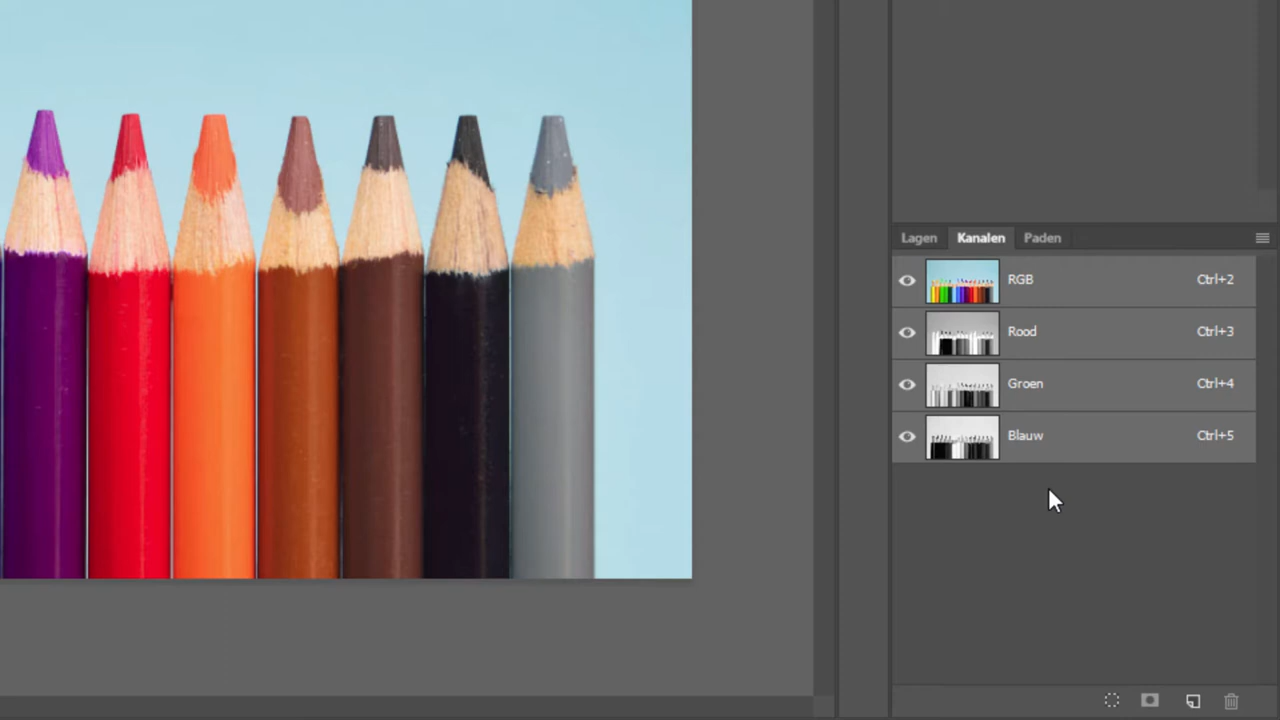 Lagen Kanalen Paden
RGB Ctrl+2
Rood Ctrl+3
Groen Ctrl+4
Blauw Ctrl+5